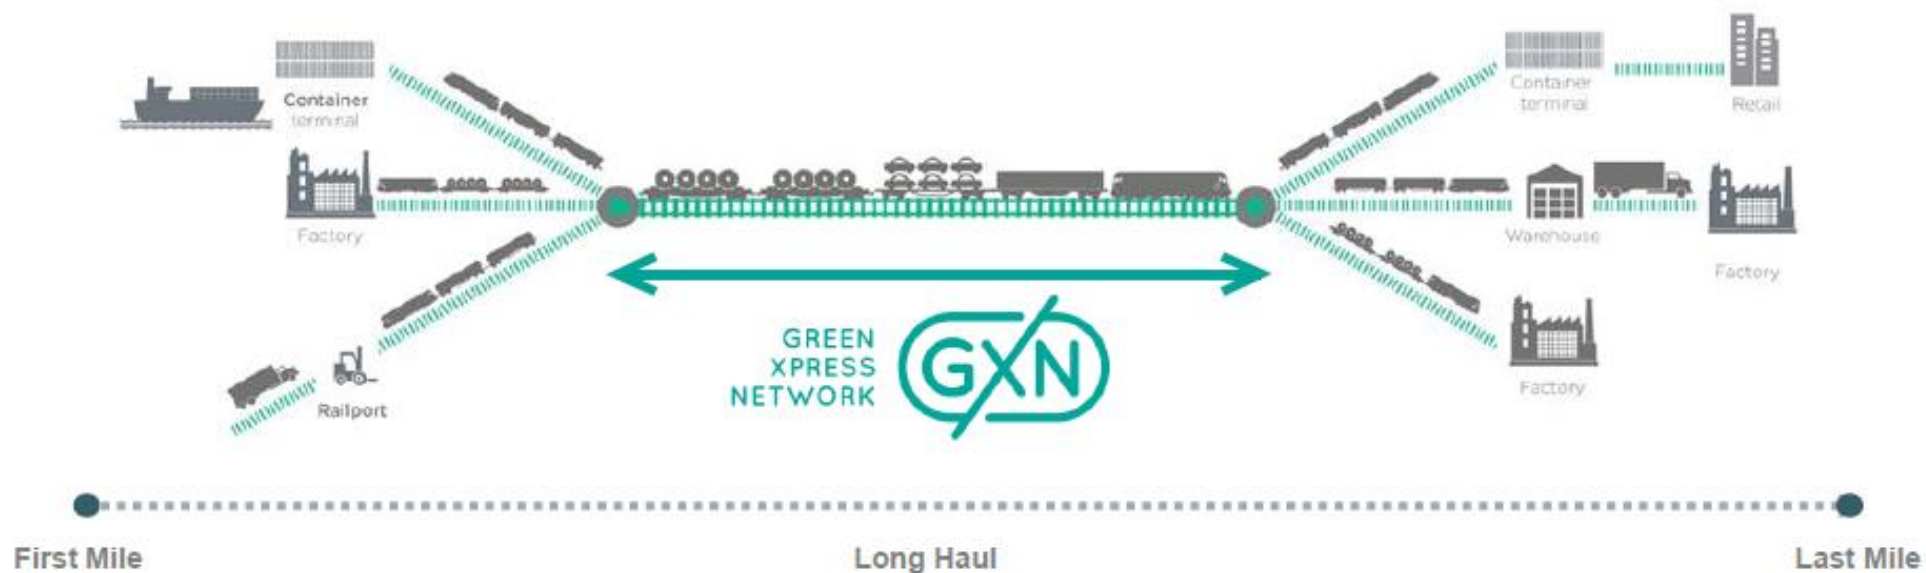 Container
terminal
Factory
Railport
GREEN
XPRESS
NETWORK
GXN
Container
terminal
Retail
Warehouse
Factory
Factory
First Mile
Long Haul
Last Mile